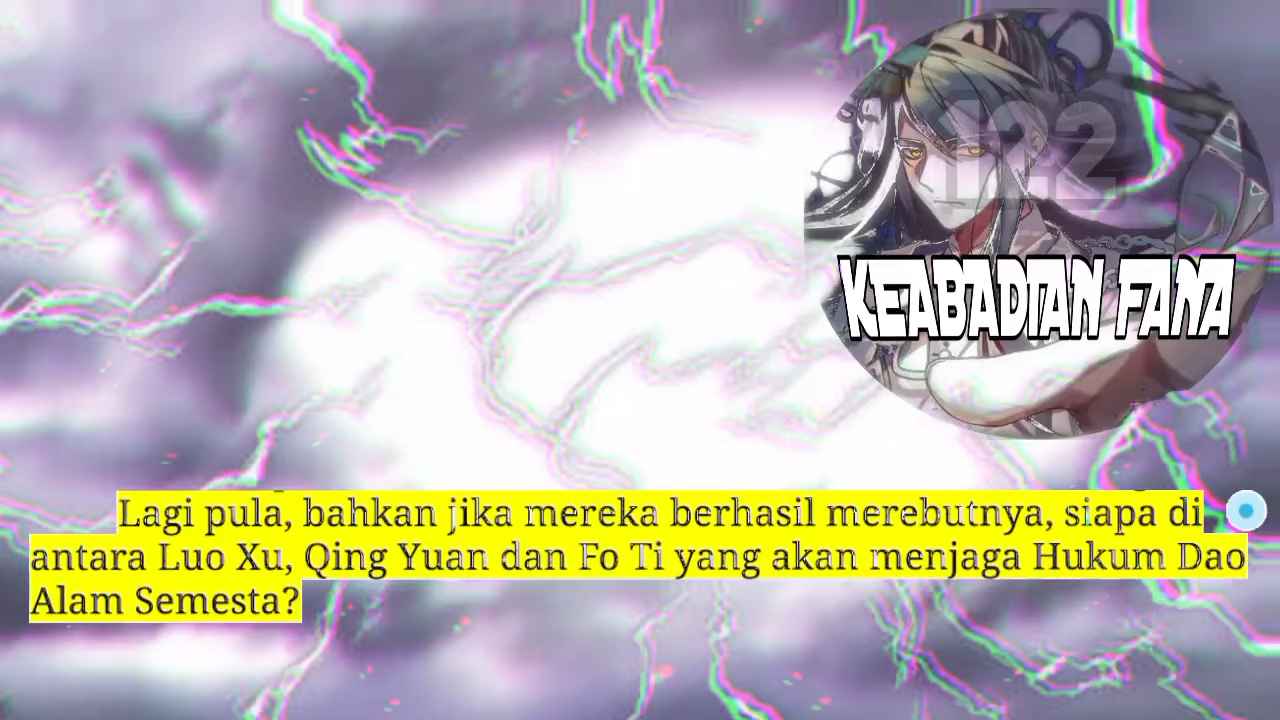 122
KEABADIAN FANA
Lagi pula, bahkan jika mereka berhasil merebutnya, siapa di
antara Luo Xu, Qing Yuan dan Fo Ti yang akan menjaga Hukum Dao
Alam Semesta?